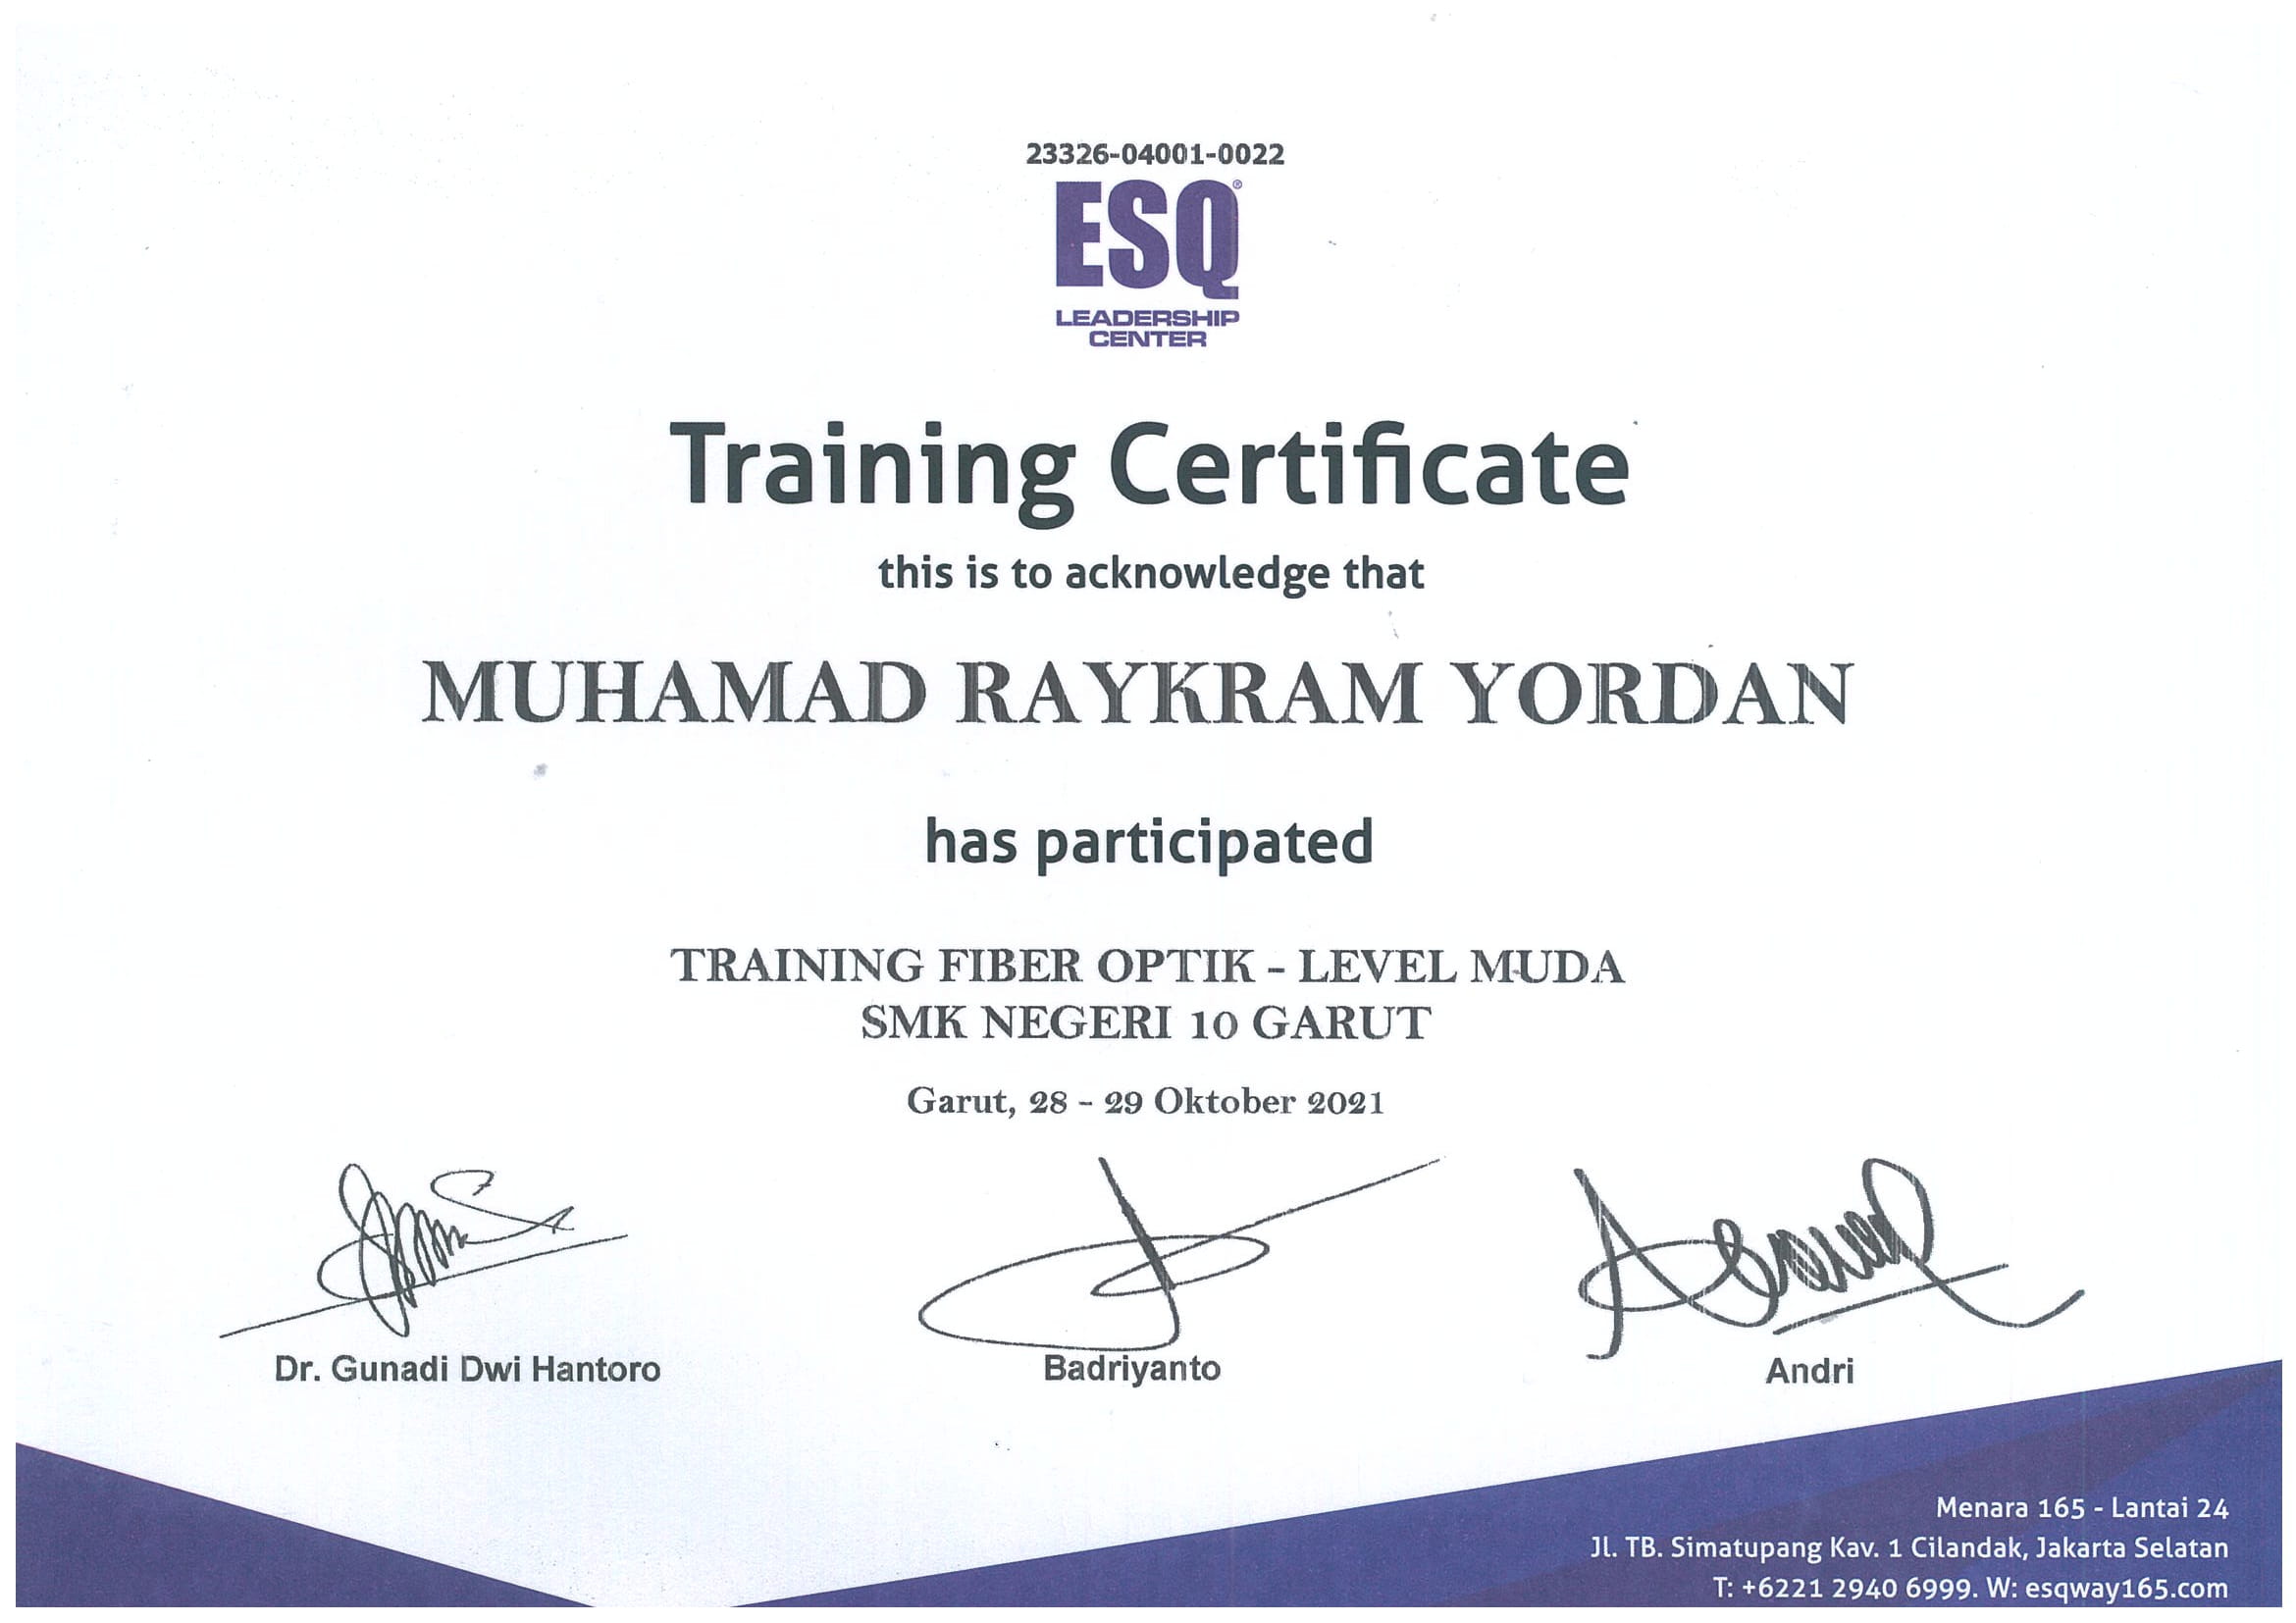 23326-04001-0022
ESQ®
LEADERSHIP
CENTER
Training Certificate
this is to acknowledge that
MUHAMAD RAYKRAM YORDAN
has participated
TRAINING FIBER OPTIK - LEVEL MUDA
SMK NEGERI 10 GARUT
Garut, 28 - 29 Oktober 2021
Dr. Gunadi Dwi Hantoro
Badriyanto
Andri
Menara 165 - Lantai 24
Jl. TB. Simatupang Kav. 1 Cilandak, Jakarta Selatan
T: +6221 2940 6999. W: esqway165.com